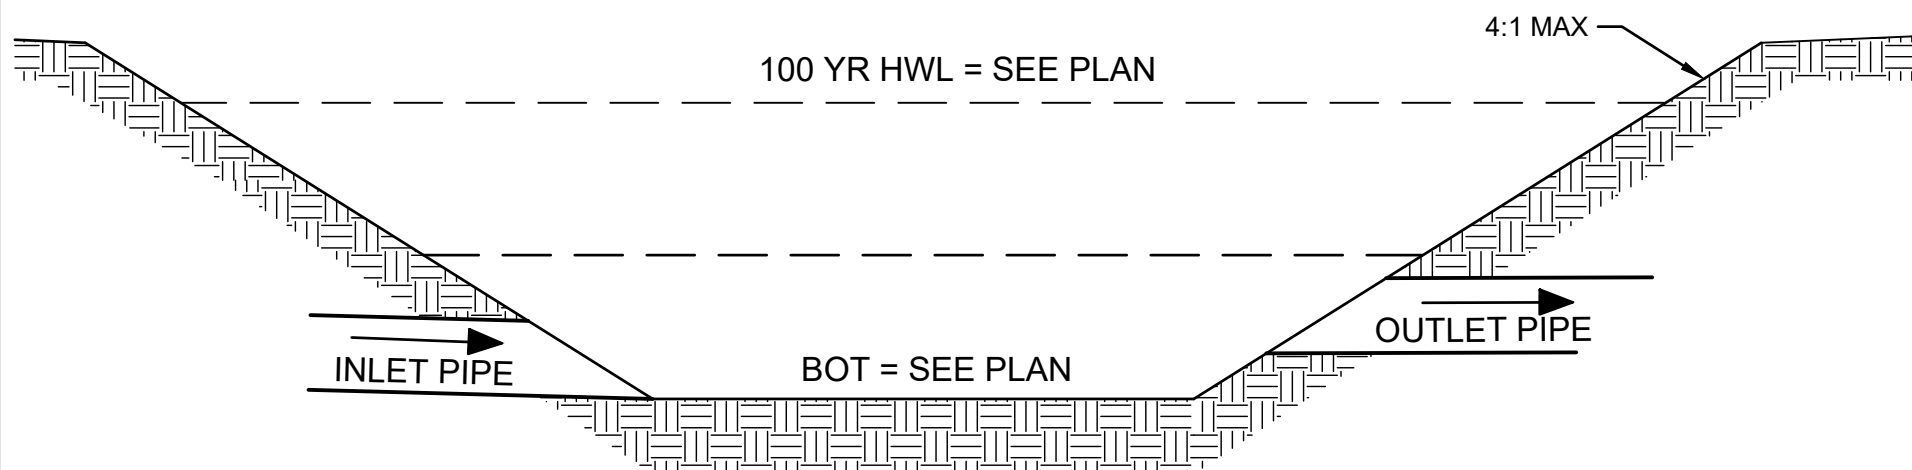 4:1 MAX
100 YR HWL = SEE PLAN
OUTLET PIPE
INLET PIPE
BOT = SEE PLAN